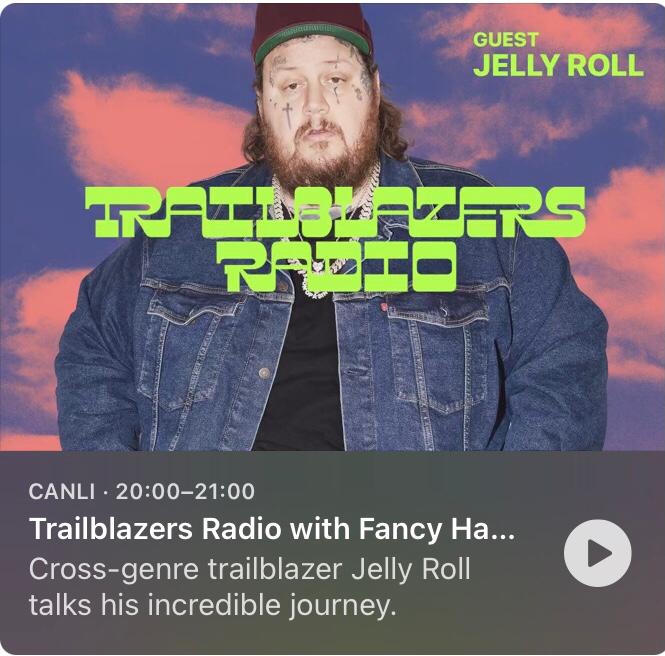 GUEST
JELLY ROLL
TRAILBLAZERS
RADIO
CANLI · 20:00–21:00
Trailblazers Radio with Fancy Ha...
Cross-genre trailblazer Jelly Roll
talks his incredible journey.